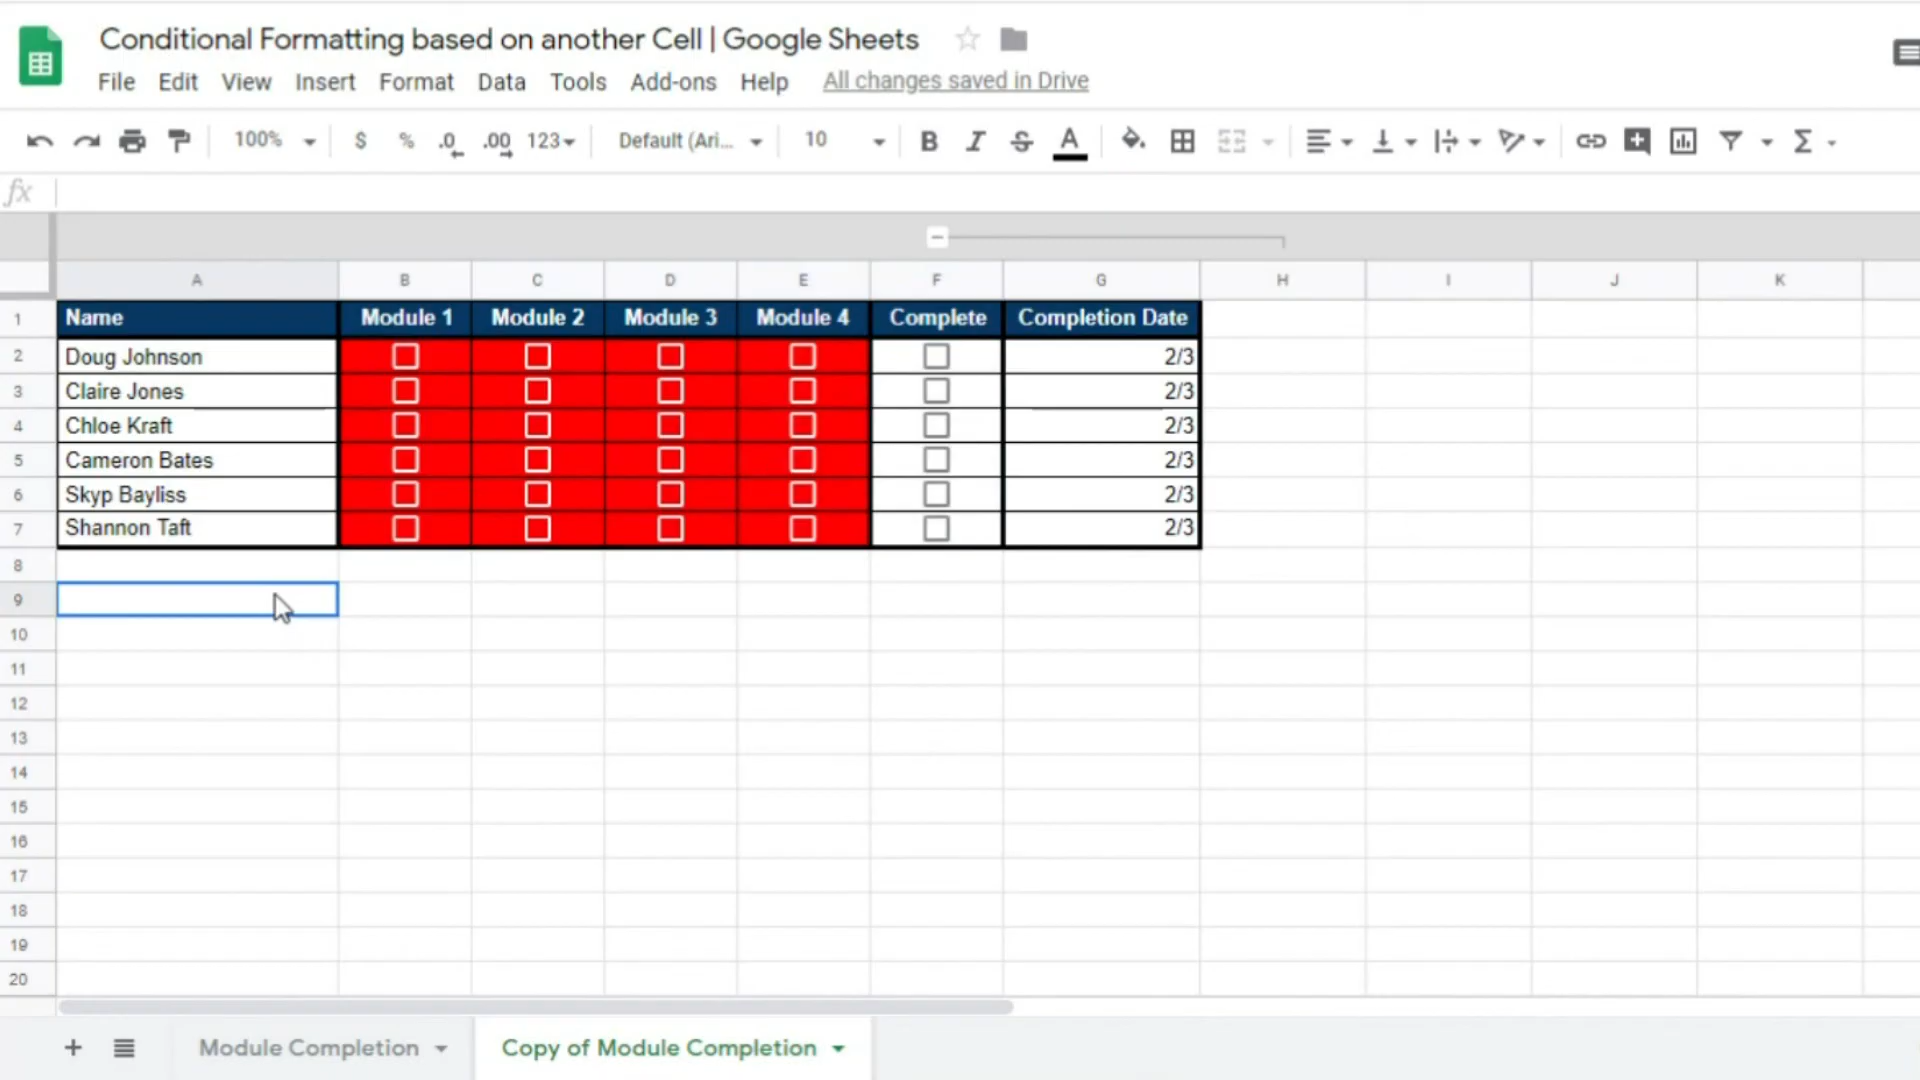 Conditional Formatting based on another Cell | Google Sheets
File Edit View Insert Format Data Tools Add-ons Help All changes saved in Drive
100% $ % .0 .00 123 Default (Ari... 10 B I S A Σ
fx
A B C D E F G H I J K
1 Name Module 1 Module 2 Module 3 Module 4 Complete Completion Date
2 Doug Johnson 2/3
3 Claire Jones 2/3
4 Chloe Kraft 2/3
5 Cameron Bates 2/3
6 Skyp Bayliss 2/3
7 Shannon Taft 2/3
8
9
10
11
12
13
14
15
16
17
18
19
20
+ Module Completion Copy of Module Completion